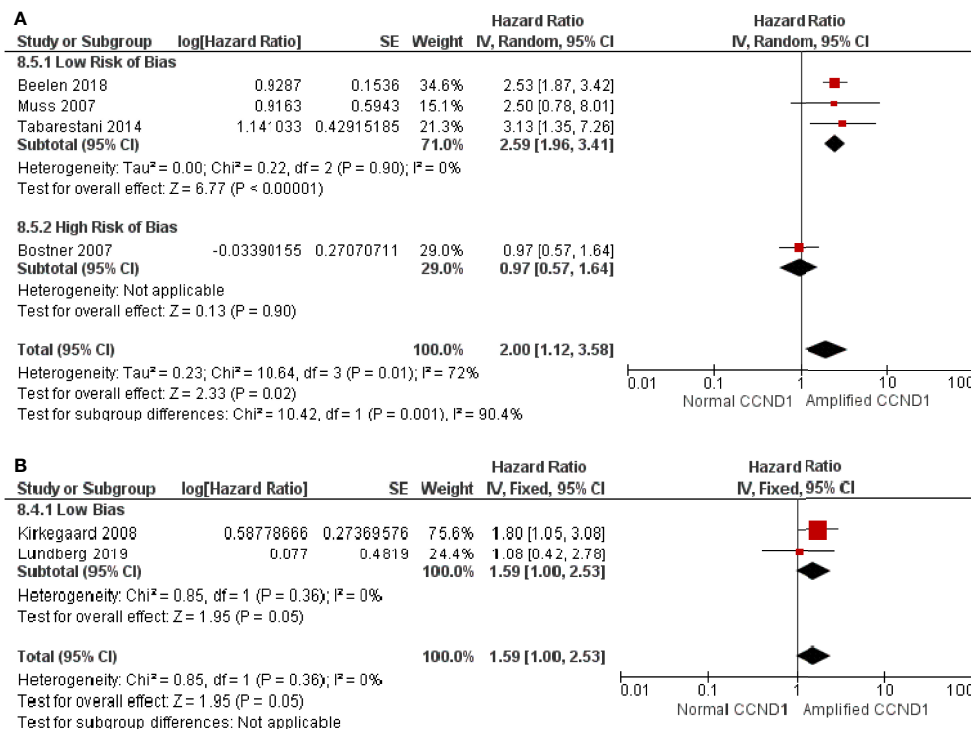 A
Hazard Ratio Hazard Ratio
Study or Subgroup log[Hazard Ratio] SE Weight IV, Random, 95% CI IV, Random, 95% CI
8.5.1 Low Risk of Bias
Beelen 2018 0.9287 0.1536 34.6% 2.53 [1.87, 3.42]
Muss 2007 0.9163 0.5943 15.1% 2.50 [0.78, 8.01]
Tabarestani 2014 1.141033 0.42915185 21.3% 3.13 [1.35, 7.26]
Subtotal (95% CI) 71.0% 2.59 [1.96, 3.41]
Heterogeneity: Tau² = 0.00; Chi² = 0.22, df = 2 (P = 0.90); I² = 0%
Test for overall effect: Z = 6.77 (P < 0.00001)
8.5.2 High Risk of Bias
Bostner 2007 -0.03390155 0.27070711 29.0% 0.97 [0.57, 1.64]
Subtotal (95% CI) 29.0% 0.97 [0.57, 1.64]
Heterogeneity: Not applicable
Test for overall effect: Z = 0.13 (P = 0.90)
Total (95% CI) 100.0% 2.00 [1.12, 3.58]
Heterogeneity: Tau² = 0.23; Chi² = 10.64, df = 3 (P = 0.01); I² = 72%
Test for overall effect: Z = 2.33 (P = 0.02)
Test for subgroup differences: Chi² = 10.42, df = 1 (P = 0.001), I² = 90.4%
0.01 0.1 1 10 100
Normal CCND1 Amplified CCND1
B
Hazard Ratio Hazard Ratio
Study or Subgroup log[Hazard Ratio] SE Weight IV, Fixed, 95% CI IV, Fixed, 95% CI
8.4.1 Low Bias
Kirkegaard 2008 0.58778666 0.27369576 75.6% 1.80 [1.05, 3.08]
Lundberg 2019 0.077 0.4819 24.4% 1.08 [0.42, 2.78]
Subtotal (95% CI) 100.0% 1.59 [1.00, 2.53]
Heterogeneity: Chi² = 0.85, df = 1 (P = 0.36); I² = 0%
Test for overall effect: Z = 1.95 (P = 0.05)
Total (95% CI) 100.0% 1.59 [1.00, 2.53]
Heterogeneity: Chi² = 0.85, df = 1 (P = 0.36); I² = 0%
Test for overall effect: Z = 1.95 (P = 0.05)
Test for subgroup differences: Not applicable
0.01 0.1 1 10 100
Normal CCND1 Amplified CCND1